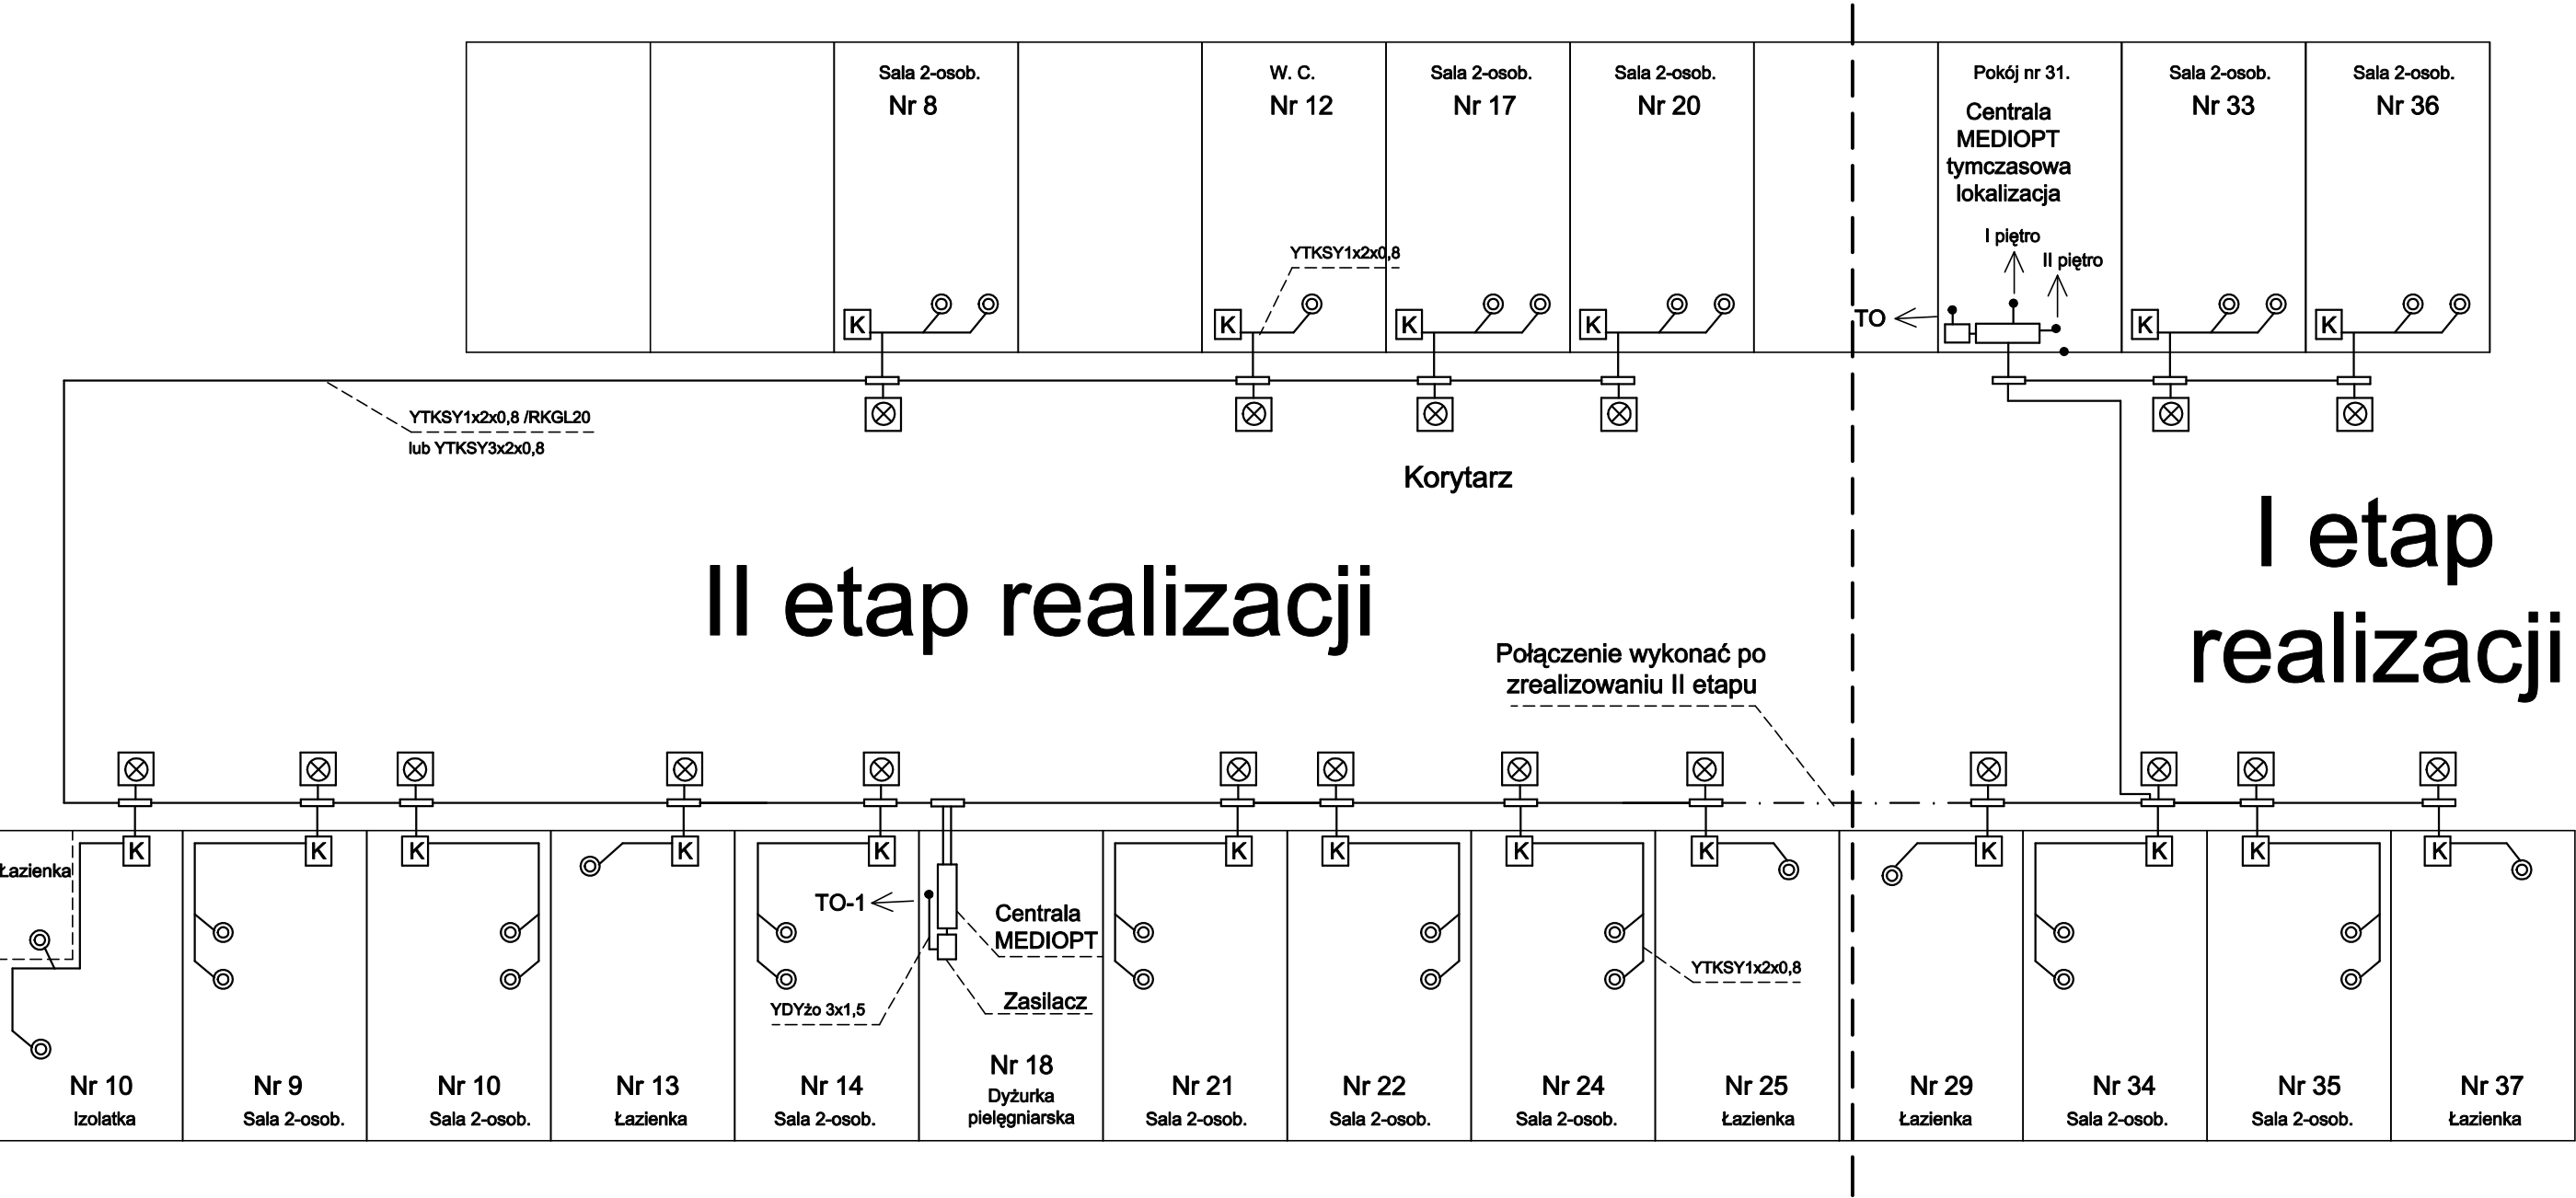 Sala 2-osob.
Nr 8
W. C.
Nr 12
Sala 2-osob.
Nr 17
Sala 2-osob.
Nr 20
Pokój nr 31.
Centrala
MEDIOPT
tymczasowa
lokalizacja
Sala 2-osob.
Nr 33
Sala 2-osob.
Nr 36
I piętro
II piętro
YTKSY1x2x0,8
K
K
K
K
TO
K
K
YTKSY1x2x0,8 /RKGL20
lub YTKSY3x2x0,8
Korytarz
II etap realizacji
I etap
realizacji
Połączenie wykonać po
zrealizowaniu II etapu
K
K
K
K
K
K
K
K
K
K
K
K
K
Łazienka
TO-1
Centrala
MEDIOPT
YTKSY1x2x0,8
YDYżo 3x1,5
Zasilacz
Nr 10
Izolatka
Nr 9
Sala 2-osob.
Nr 10
Sala 2-osob.
Nr 13
Łazienka
Nr 14
Sala 2-osob.
Nr 18
Dyżurka
pielęgniarska
Nr 21
Sala 2-osob.
Nr 22
Sala 2-osob.
Nr 24
Sala 2-osob.
Nr 25
Łazienka
Nr 29
Łazienka
Nr 34
Sala 2-osob.
Nr 35
Sala 2-osob.
Nr 37
Łazienka